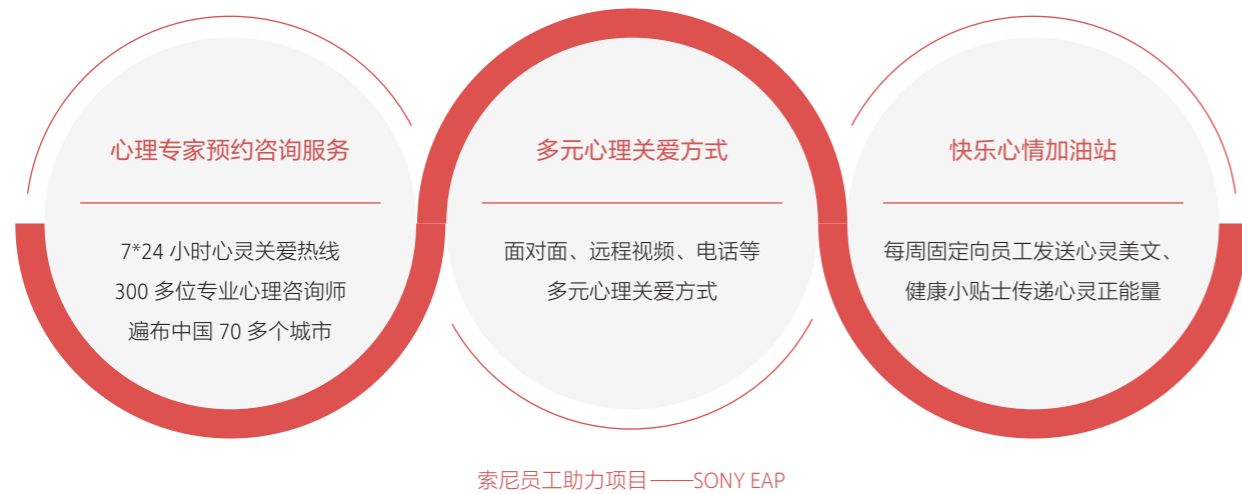 心理专家预约咨询服务
7*24 小时心灵关爱热线
300 多位专业心理咨询师
遍布中国 70 多个城市
多元心理关爱方式
面对面、远程视频、电话等
多元心理关爱方式
快乐心情加油站
每周固定向员工发送心灵美文、
健康小贴士传递心灵正能量
索尼员工助力项目——SONY EAP